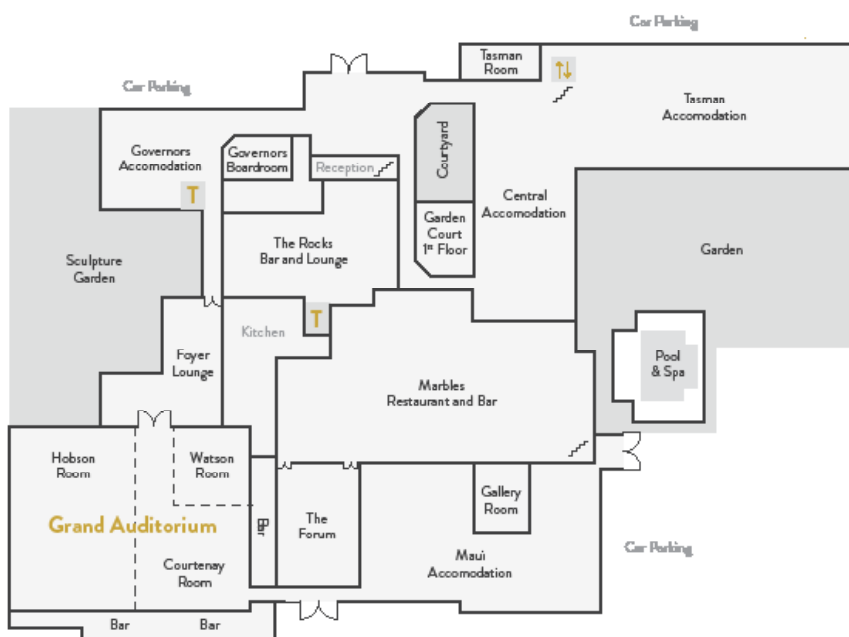 Car Parking
Tasman
Room
Car Parking
Tasman
Accomodation
Governors
Accomodation
Governors
Boardroom
Reception
Courtyard
Central
Accomodation
T
Garden
Court
1st Floor
The Rocks
Bar and Lounge
Garden
Sculpture
Garden
T
Kitchen
Foyer
Lounge
Marbles
Restaurant and Bar
Pool
& Spa
Hobson
Room
Watson
Room
Gallery
Room
Grand Auditorium
Bar
The
Forum
Car Parking
Courtenay
Room
Maui
Accomodation
Bar
Bar